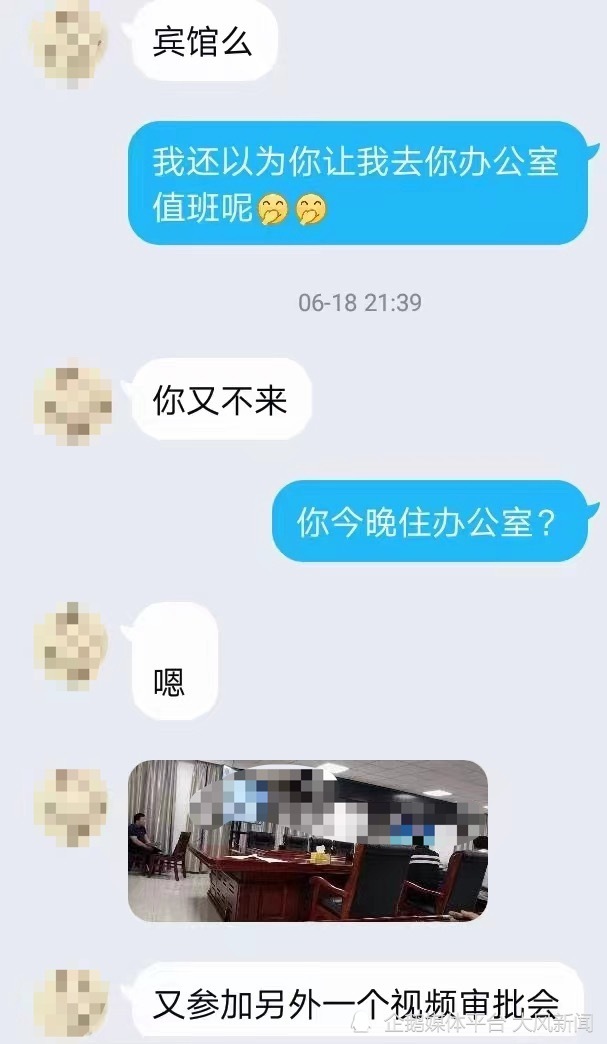 宾馆么
我还以为你让我去你办公室
值班呢🤭🤭
06-18 21:39
你又不来
你今晚住办公室?
嗯
又参加另外一个视频审批会
企鹅媒体平台 大风新闻